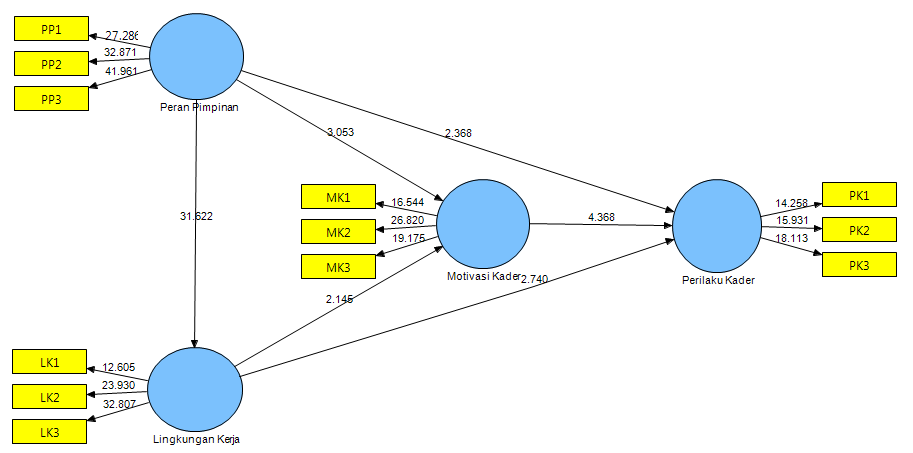 PP1
27.286
PP2
32.871
PP3
41.961
Peran Pimpinan
3.053
2.368
31.622
MK1
16.544
MK2
26.820
MK3
19.175
Motivasi Kader
4.368
PK1
14.258
PK2
15.931
PK3
18.113
Perilaku Kader
2.145
2.740
LK1
12.605
LK2
23.930
LK3
32.807
Lingkungan Kerja